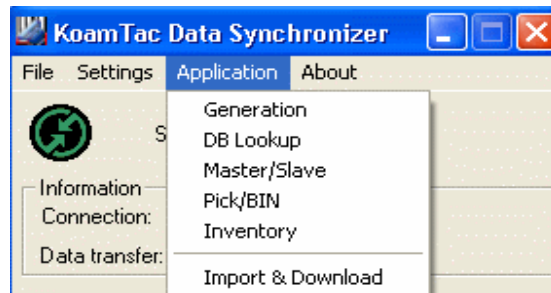 KoamTac Data Synchronizer
File Settings Application About
Generation
S
DB Lookup
Master/Slave
Information
Pick/BIN
Connection:
Inventory
Data transfer:
Import & Download